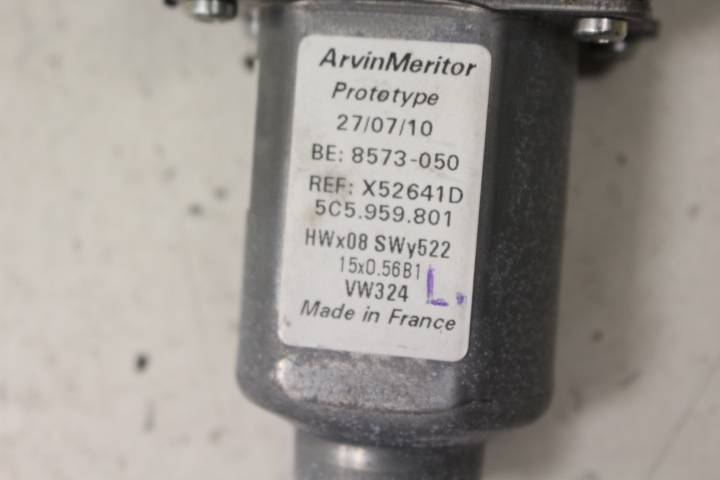 ArvinMeritor
Prototype
27/07/10
BE: 8573-050
REF: X52641D
5C5.959.801
HWx08 SWy522
15x0.56B1
VW324 L.
Made in France